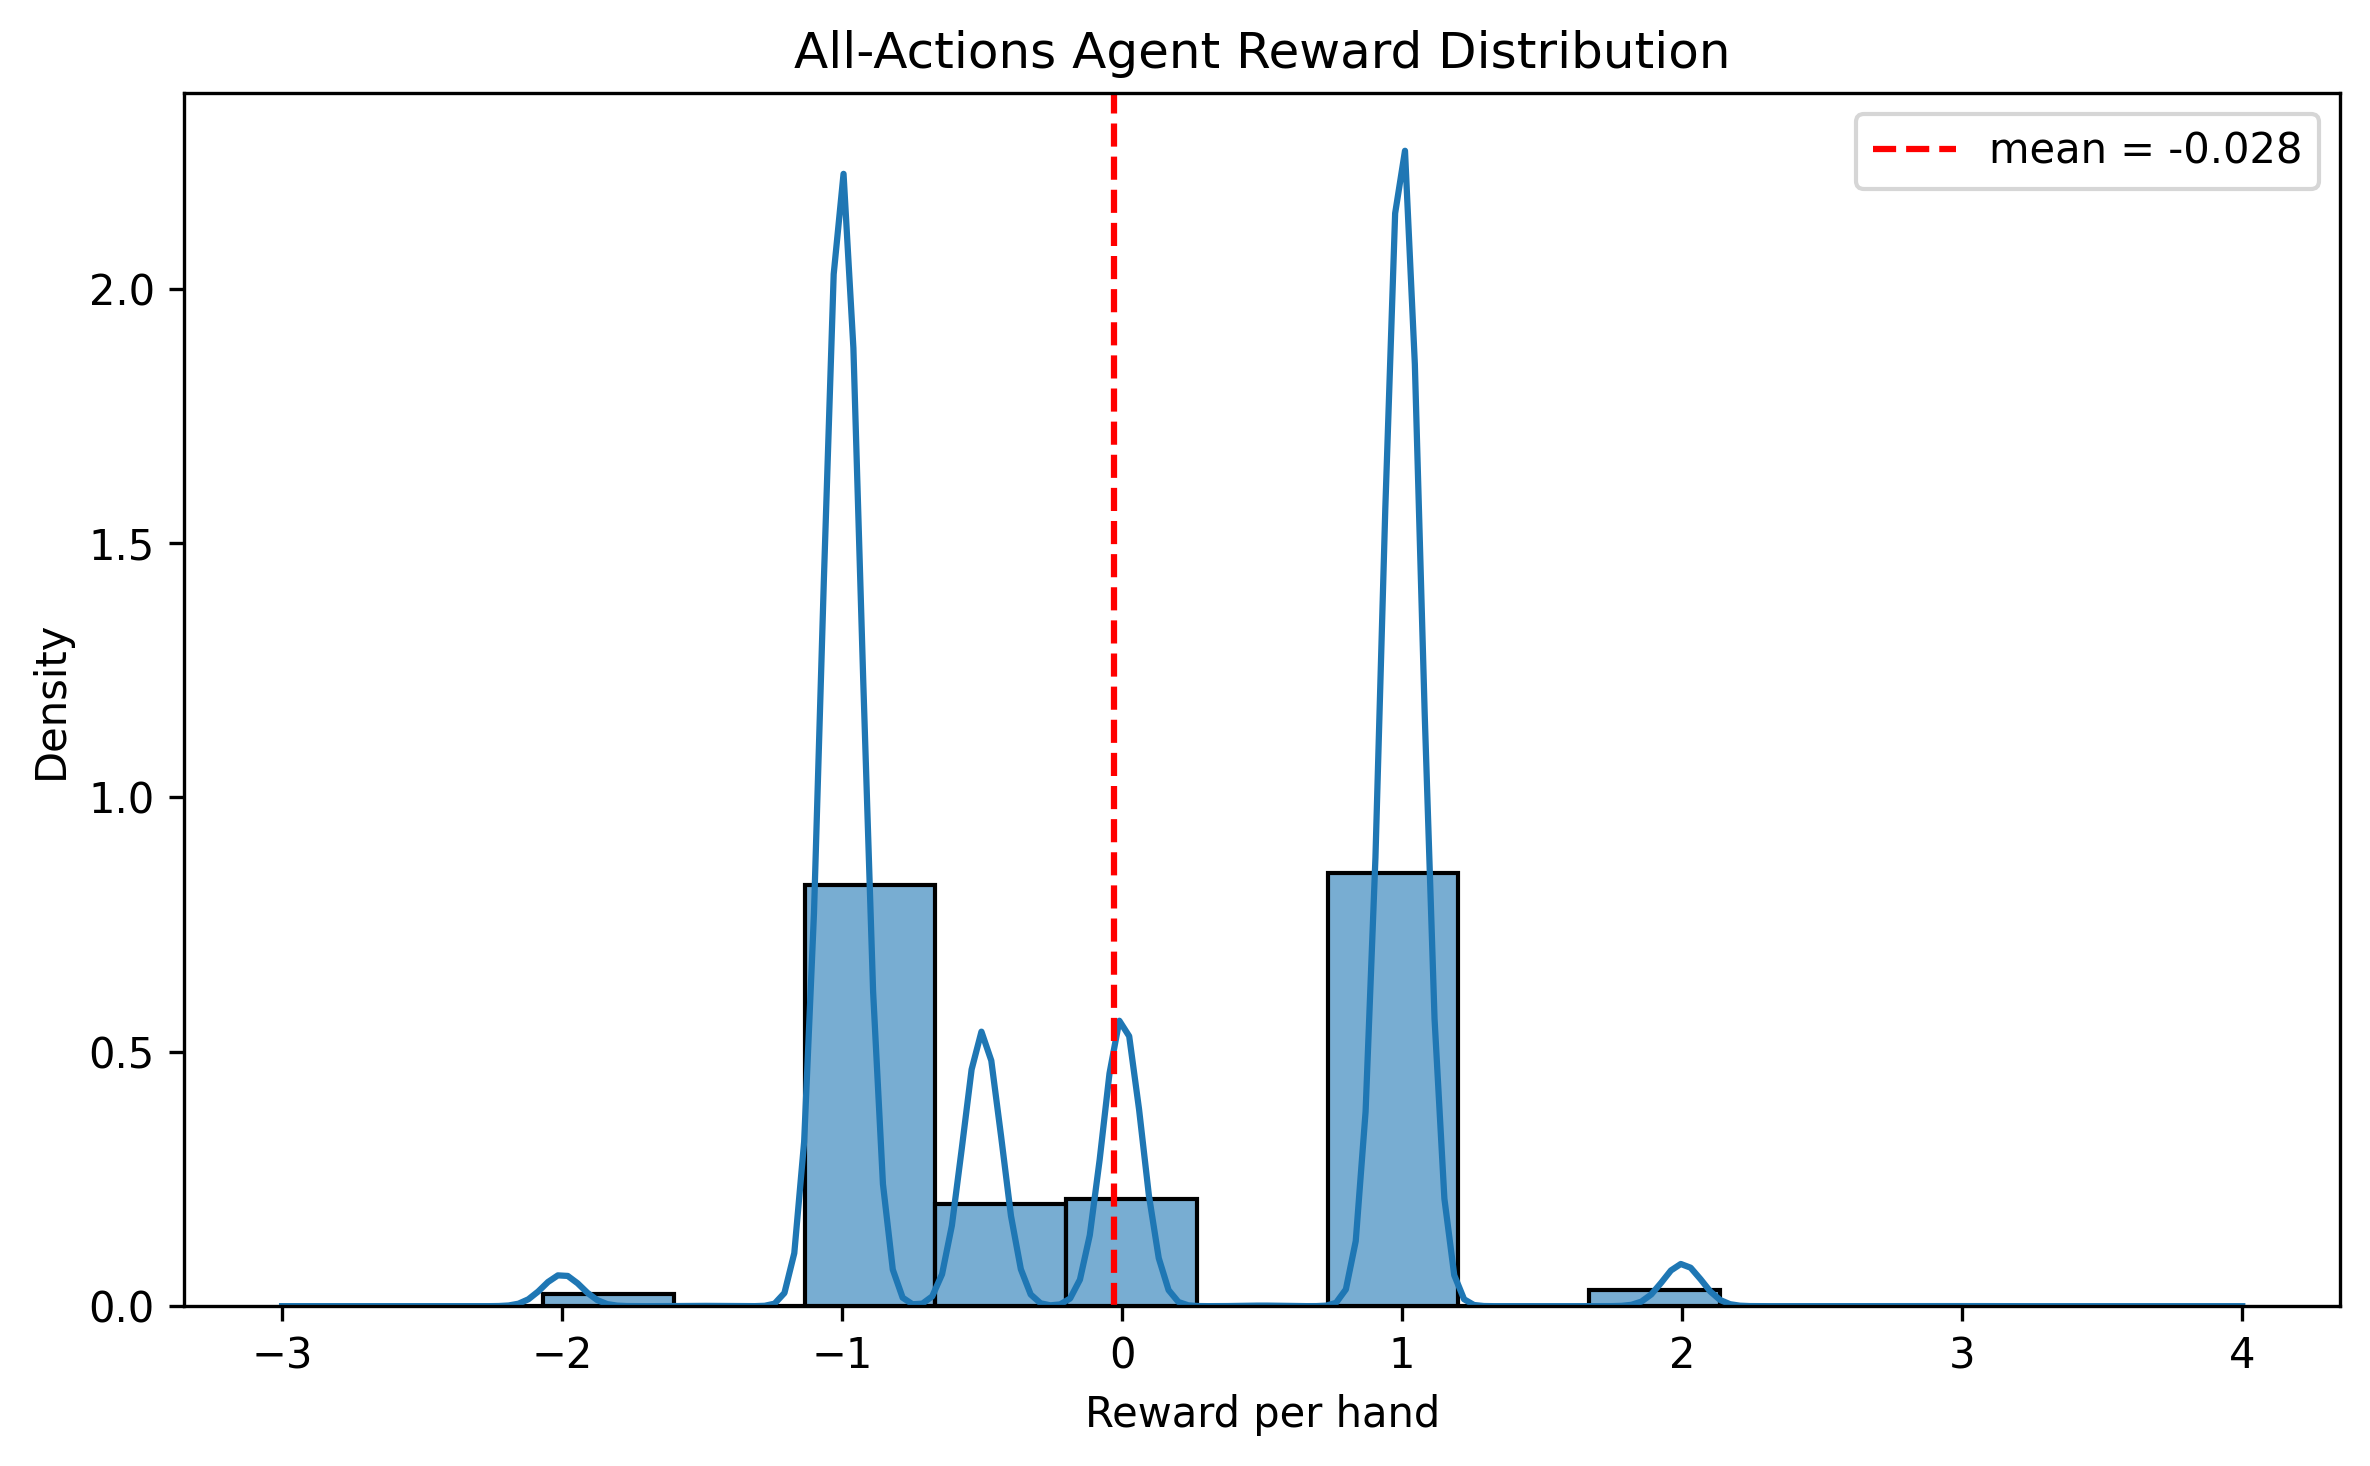 All-Actions Agent Reward Distribution
mean = -0.028
Density
2.0
1.5
1.0
0.5
0.0
−3 −2 −1 0 1 2 3 4
Reward per hand